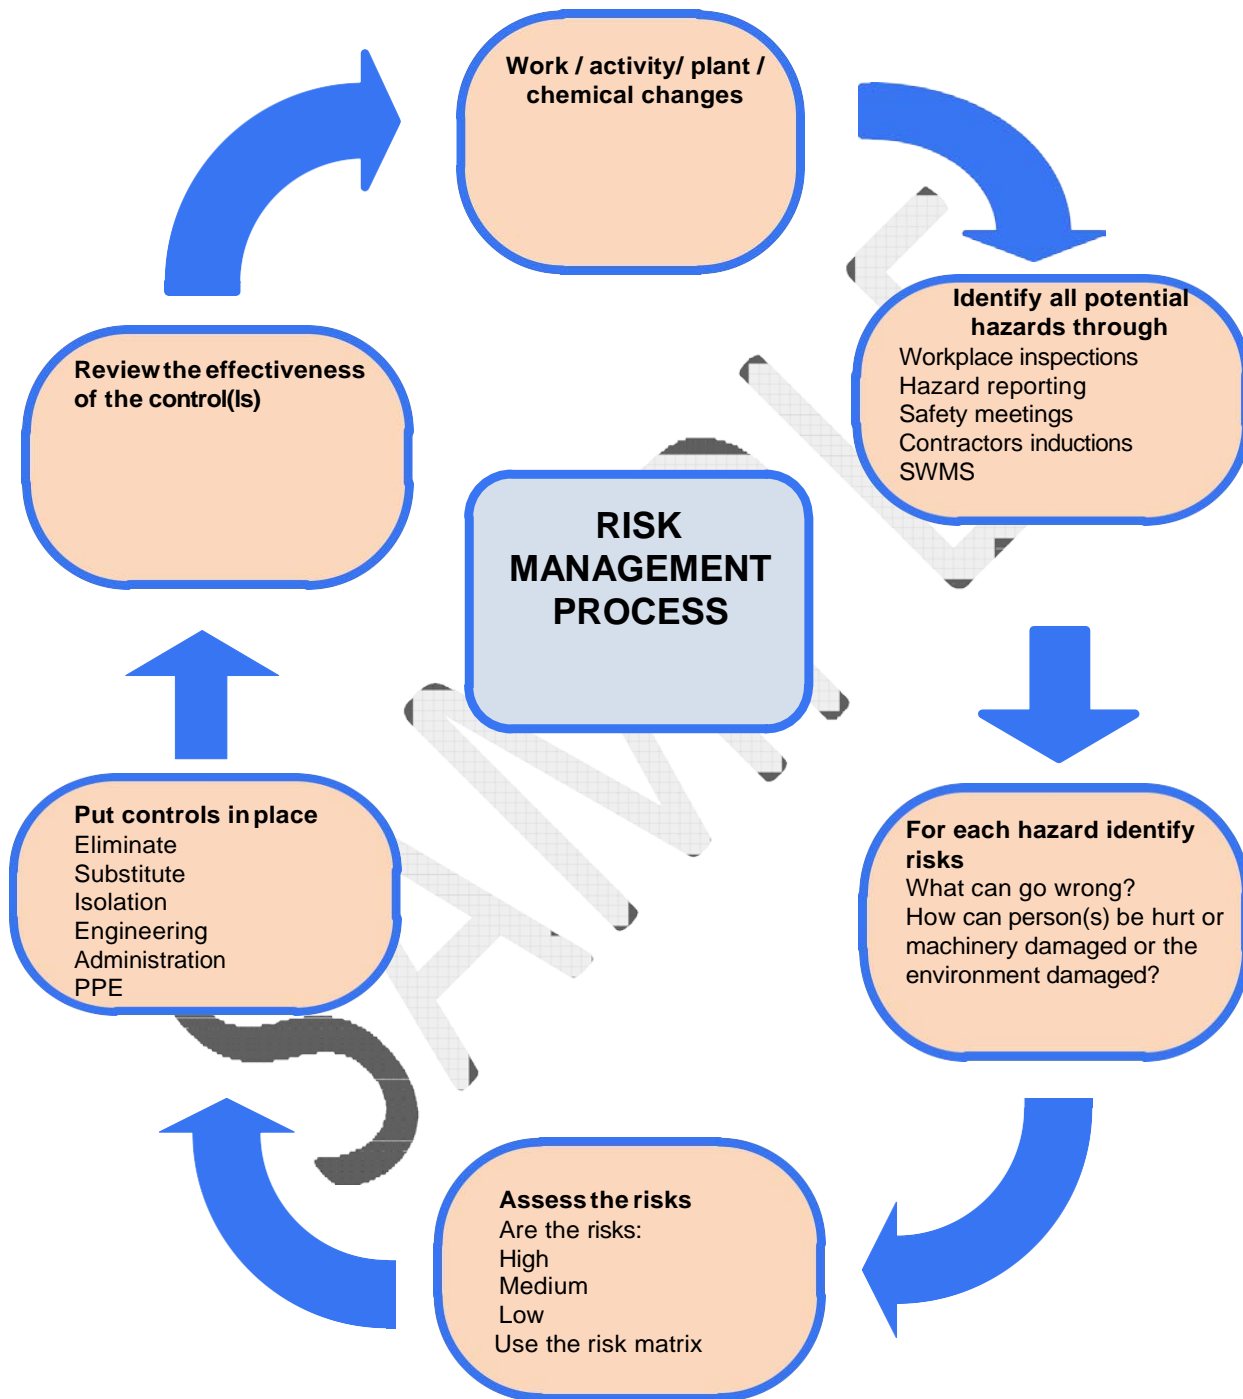 Work / activity/ plant /
chemical changes
Identify all potential
hazards through
Workplace inspections
Hazard reporting
Safety meetings
Contractors inductions
SWMS
Review the effectiveness
of the control(ls)
RISK
MANAGEMENT
PROCESS
Put controls in place
Eliminate
Substitute
Isolation
Engineering
Administration
PPE
For each hazard identify
risks
What can go wrong?
How can person(s) be hurt or
machinery damaged or the
environment damaged?
Assess the risks
Are the risks:
High
Medium
Low
Use the risk matrix
SAMPLE